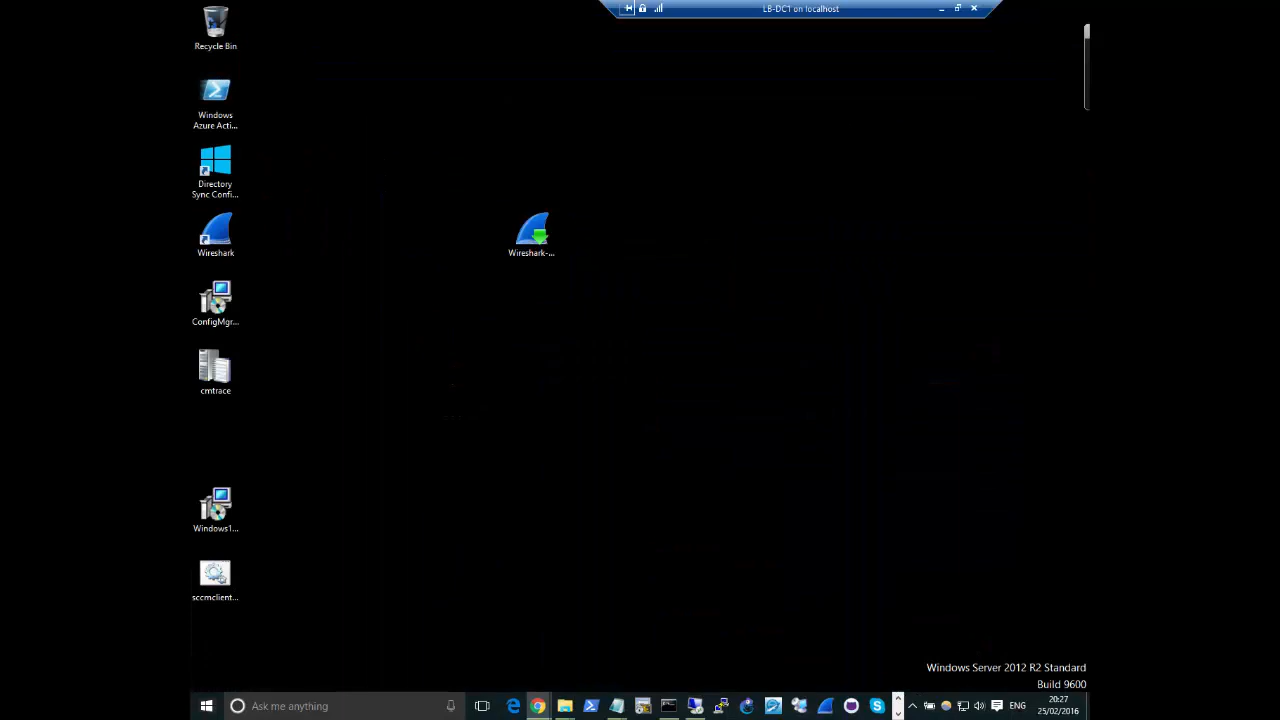 LB-DC1 on localhost
Recycle Bin
Windows
Azure Acti...
Directory
Sync Confi...
Wireshark
Wireshark-...
ConfigMgr...
cmtrace
Windows1...
sccmclient...
Windows Server 2012 R2 Standard
Build 9600
Ask me anything
ENG
20:27
25/02/2016